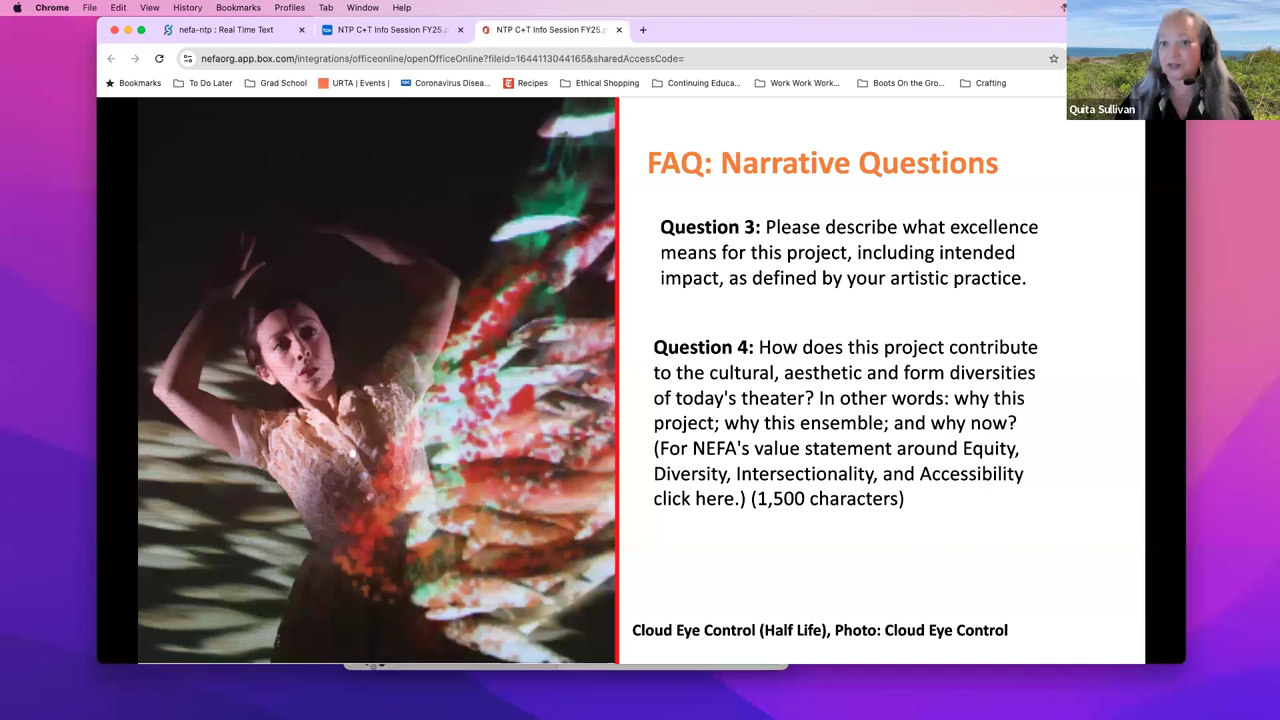 Chrome File Edit View History Bookmarks Profiles Tab Window Help
nefa-ntp : Real Time Text
NTP C+T Info Session FY25.
NTP C+T Info Session FY25.
nefaorg.app.box.com/integrations/officeonline/openOfficeOnline?fileId=1644113044165&sharedAccessCode=
Bookmarks To Do Later Grad School URTA | Events | Coronavirus Disea... Recipes Ethical Shopping Continuing Educa... Work Work Work... Boots On the Gro... Crafting
Quita Sullivan
FAQ: Narrative Questions
Question 3: Please describe what excellence
means for this project, including intended
impact, as defined by your artistic practice.
Question 4: How does this project contribute
to the cultural, aesthetic and form diversities
of today's theater? In other words: why this
project; why this ensemble; and why now?
(For NEFA's value statement around Equity,
Diversity, Intersectionality, and Accessibility
click here.) (1,500 characters)
Cloud Eye Control (Half Life), Photo: Cloud Eye Control